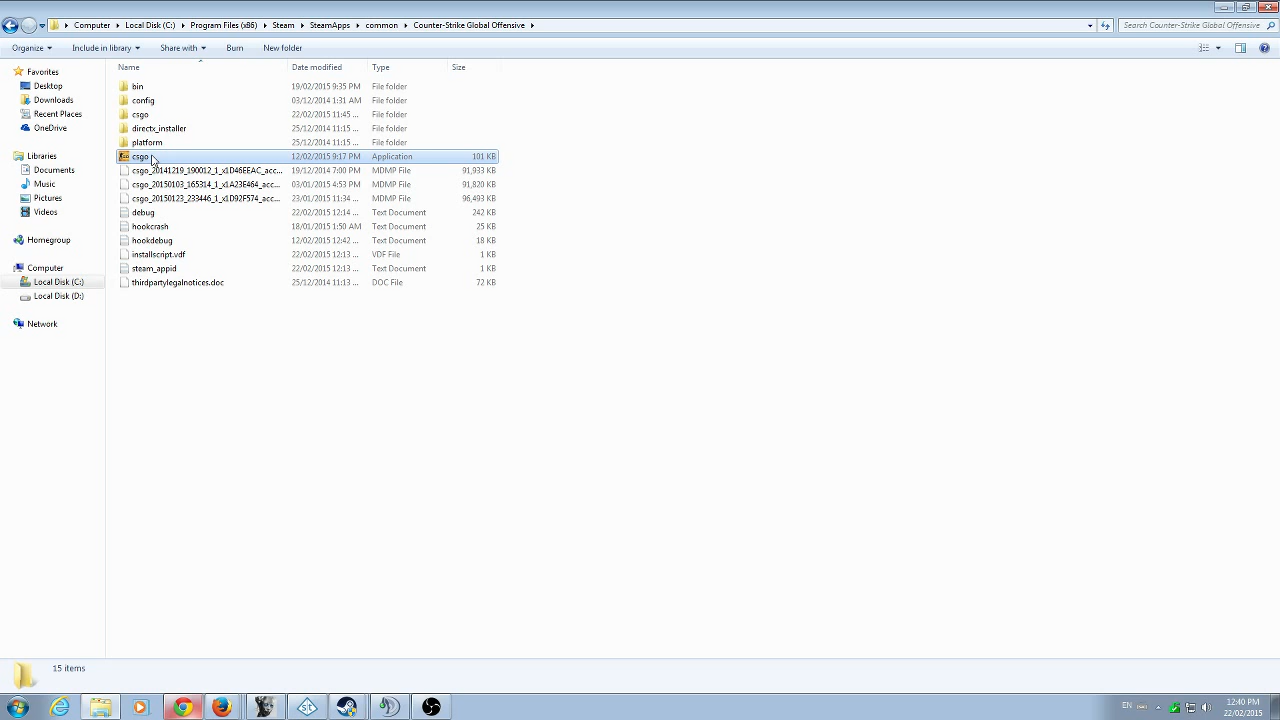 Computer Local Disk (C:) Program Files (x86) Steam SteamApps common Counter-Strike Global Offensive Search Counter-Strike Global Offensive
Organize Include in library Share with Burn New folder
Name Date modified Type Size
Favorites
Desktop
Downloads
Recent Places
OneDrive
Libraries
Documents
Music
Pictures
Videos
Homegroup
Computer
Local Disk (C:)
Local Disk (D:)
Network
bin 19/02/2015 9:35 PM File folder
config 03/12/2014 1:31 AM File folder
csgo 22/02/2015 11:45 ... File folder
directx_installer 25/12/2014 11:15 ... File folder
platform 25/12/2014 11:15 ... File folder
csgo 12/02/2015 9:17 PM Application 101 KB
csgo_20141219_190012_1_x1D46EEAC_acc... 19/12/2014 7:00 PM MDMP File 91,933 KB
csgo_20150103_165314_1_x1A23E464_acc... 3/01/2015 4:53 PM MDMP File 91,820 KB
csgo_20150123_233446_1_x1D92F574_acc... 23/01/2015 11:34 ... MDMP File 96,493 KB
debug 22/02/2015 12:14 ... Text Document 242 KB
hookcrash 18/01/2015 1:50 AM Text Document 25 KB
hookdebug 12/02/2015 12:42 ... Text Document 18 KB
installscript.vdf 22/02/2015 12:13 ... VDF File 1 KB
steam_appid 22/02/2015 12:13 ... Text Document 1 KB
thirdpartylegalnotices.doc 25/12/2014 11:13 ... DOC File 72 KB
15 items
EN 12:40 PM
22/02/2015